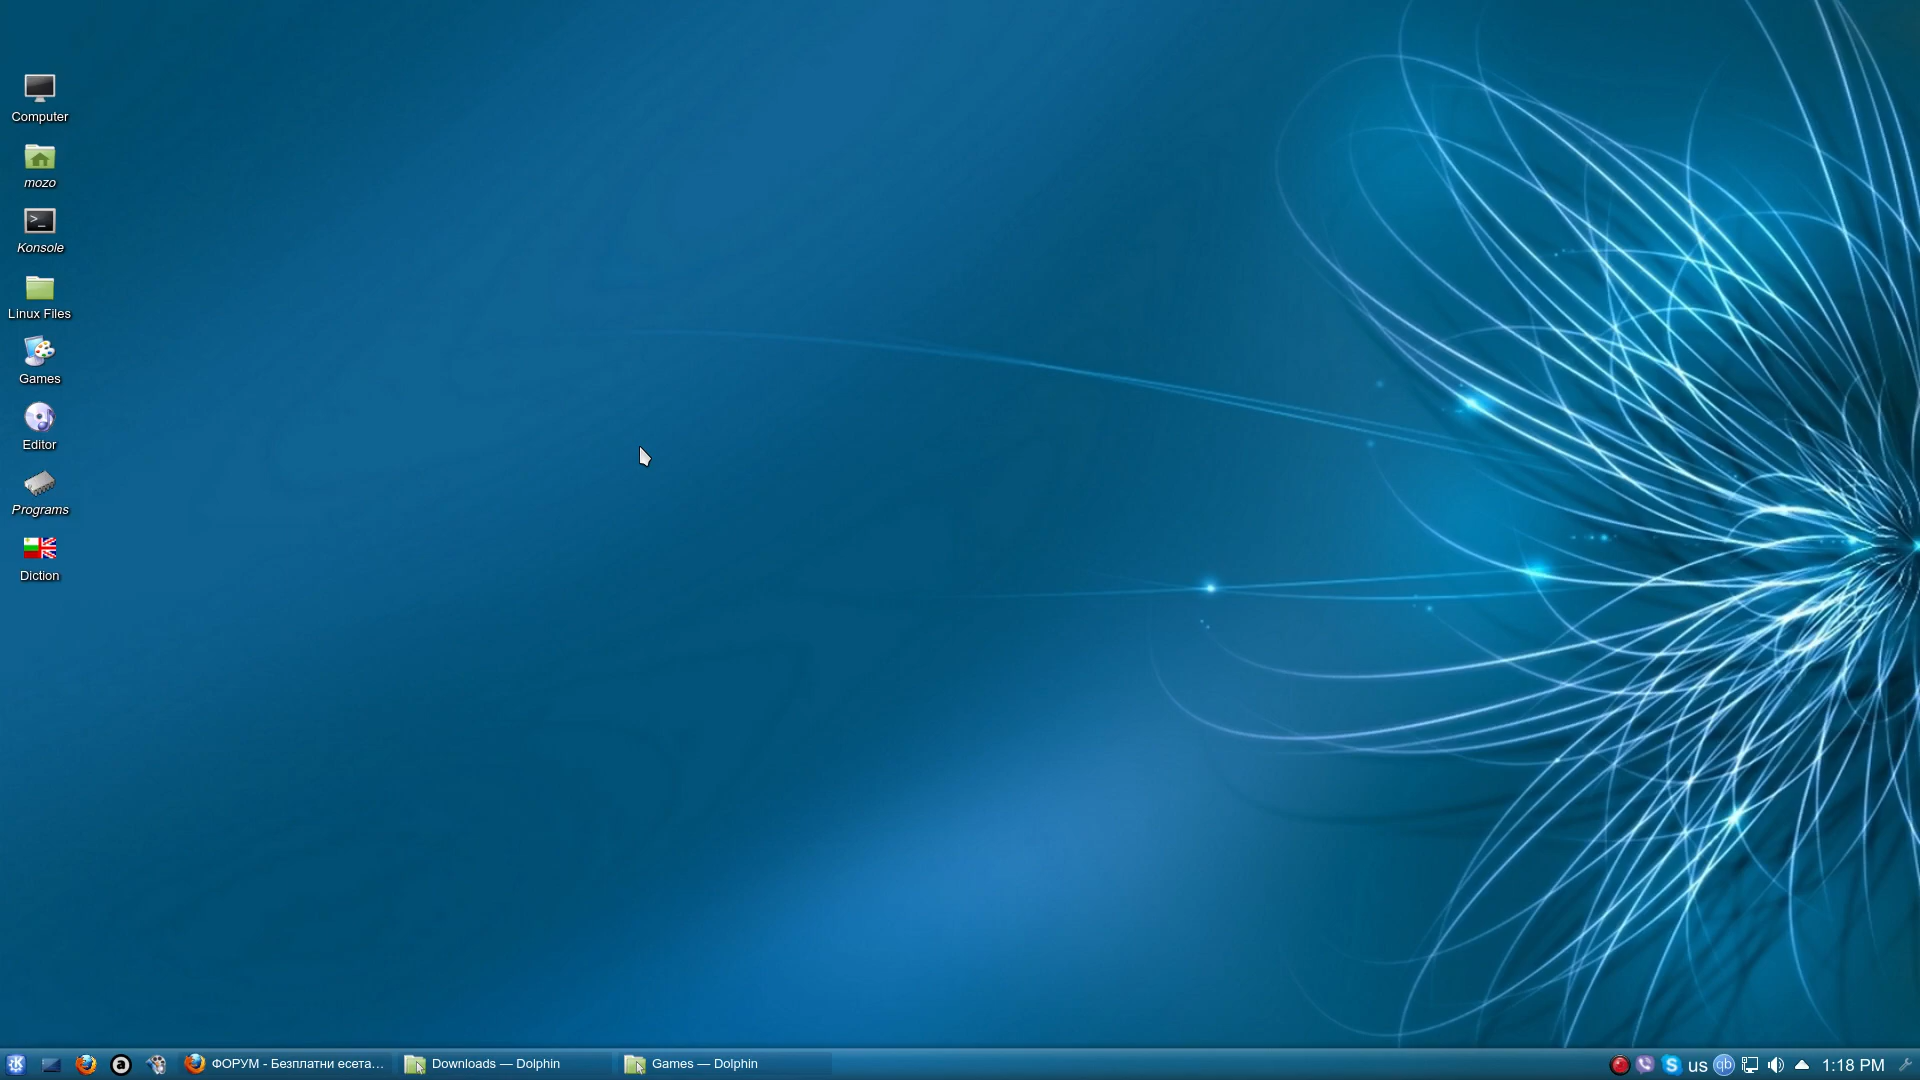 Computer
mozo
>_
Konsole
Linux Files
Games
Editor
Programs
Diction
K
a
ФОРУМ - Безплатни есета...
Downloads — Dolphin
Games — Dolphin
S
us
qb
1:18 PM